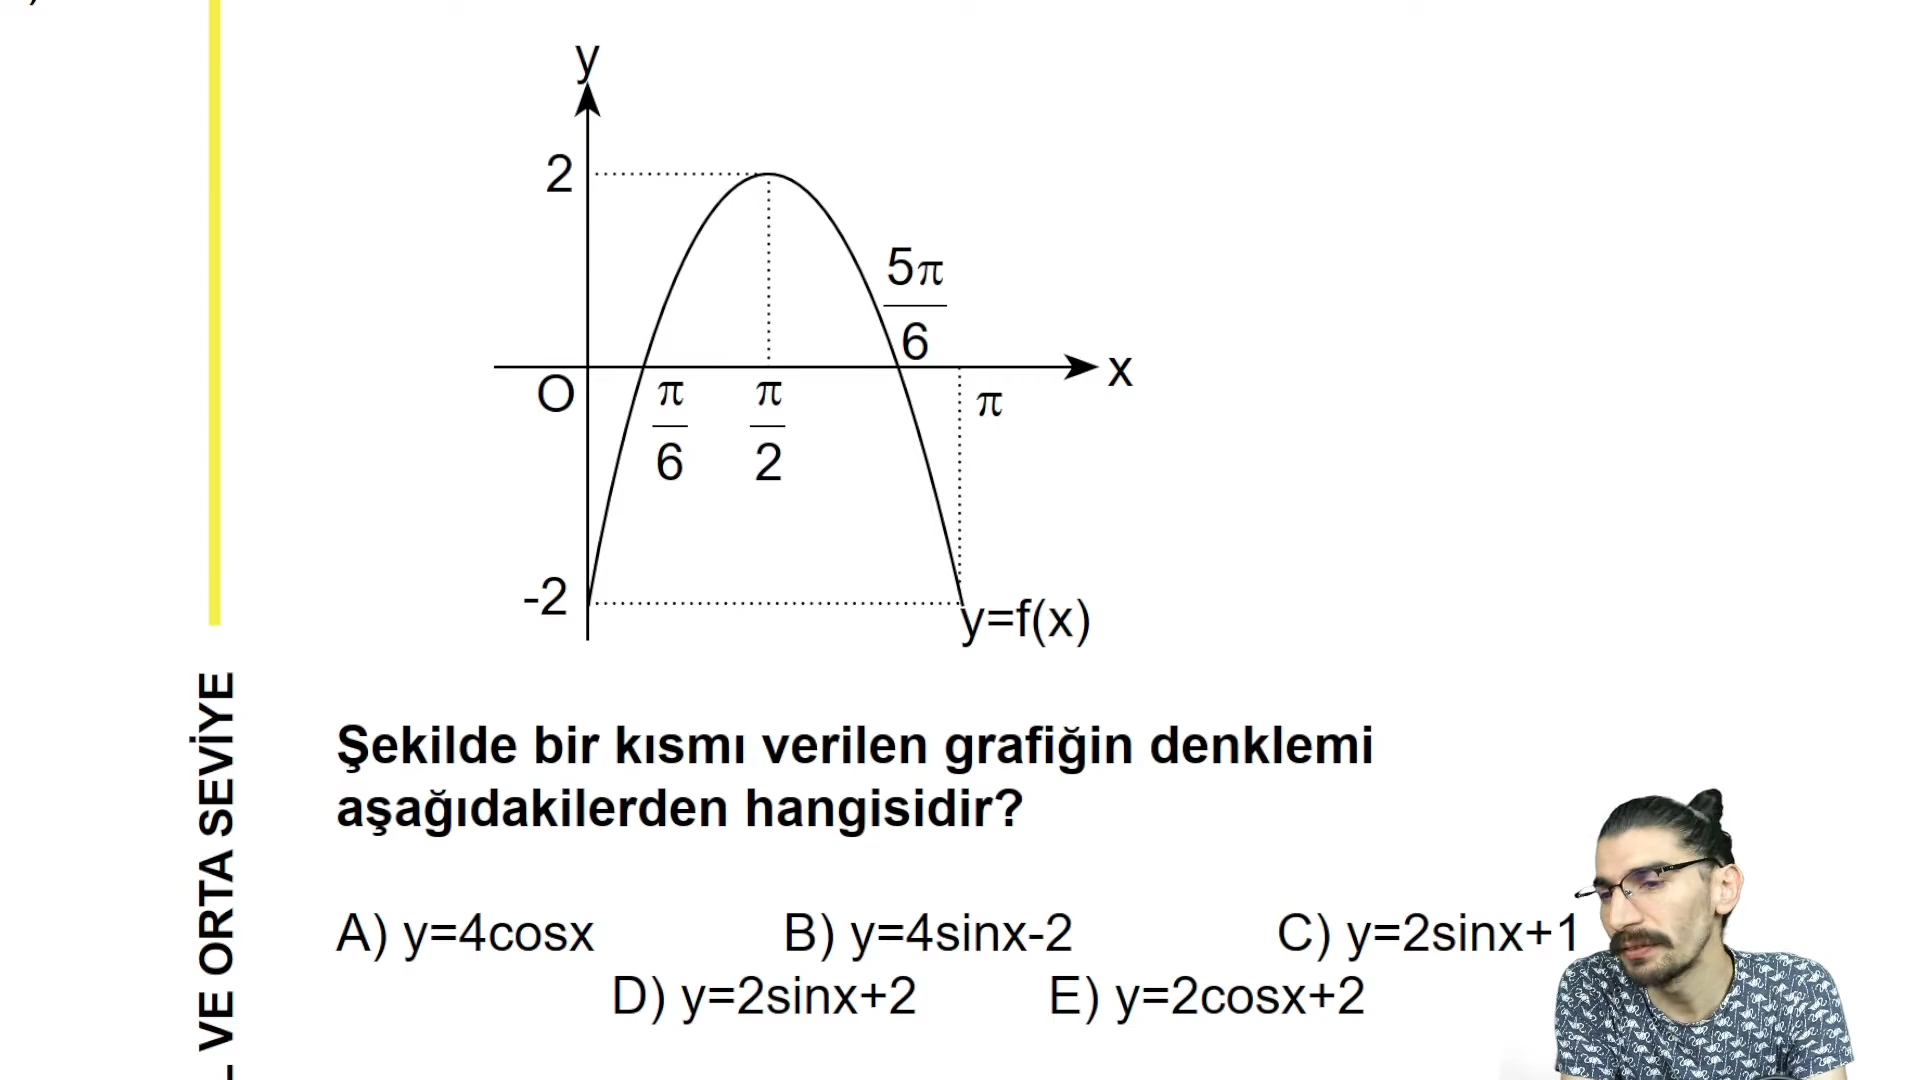 y
2
5π
6
x
O
π
6
π
2
π
-2
y=f(x)
Şekilde bir kısmı verilen grafiğin denklemi
aşağıdakilerden hangisidir?
A) y=4cosx B) y=4sinx-2 C) y=2sinx+1
D) y=2sinx+2 E) y=2cosx+2
VE ORTA SEVİYE